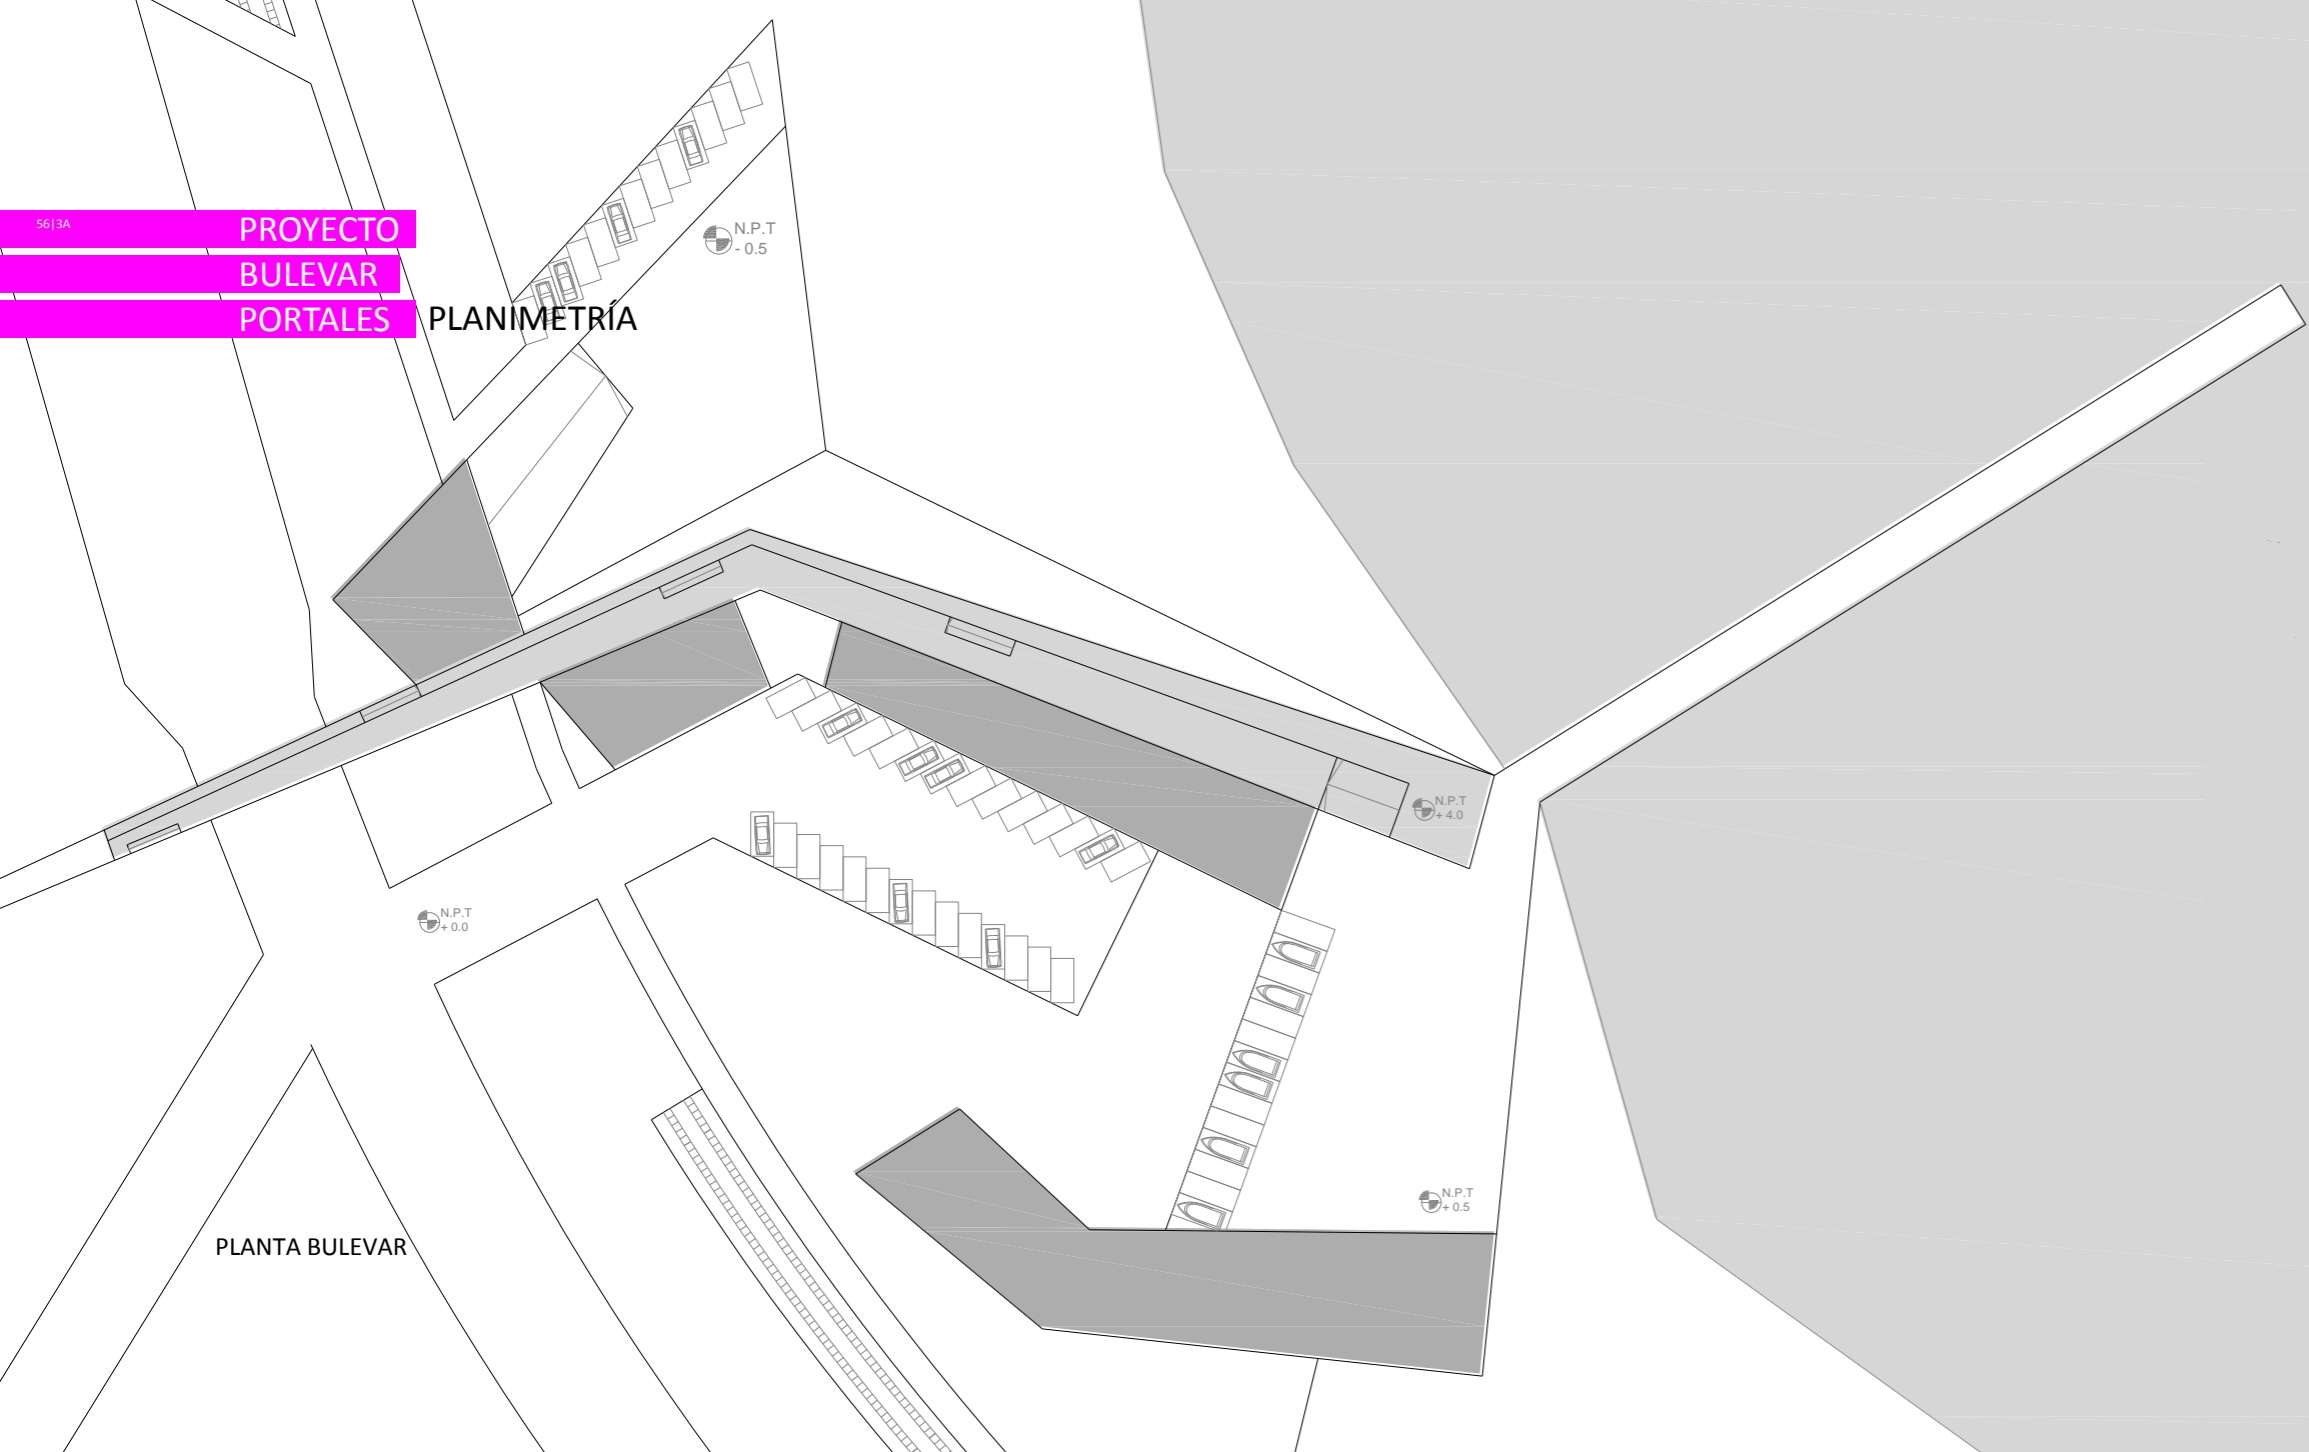 56|3A
PROYECTO
BULEVAR
PORTALES
PLANIMETRÍA
N.P.T
- 0.5
N.P.T
+ 4.0
N.P.T
+ 0.0
N.P.T
+ 0.5
PLANTA BULEVAR